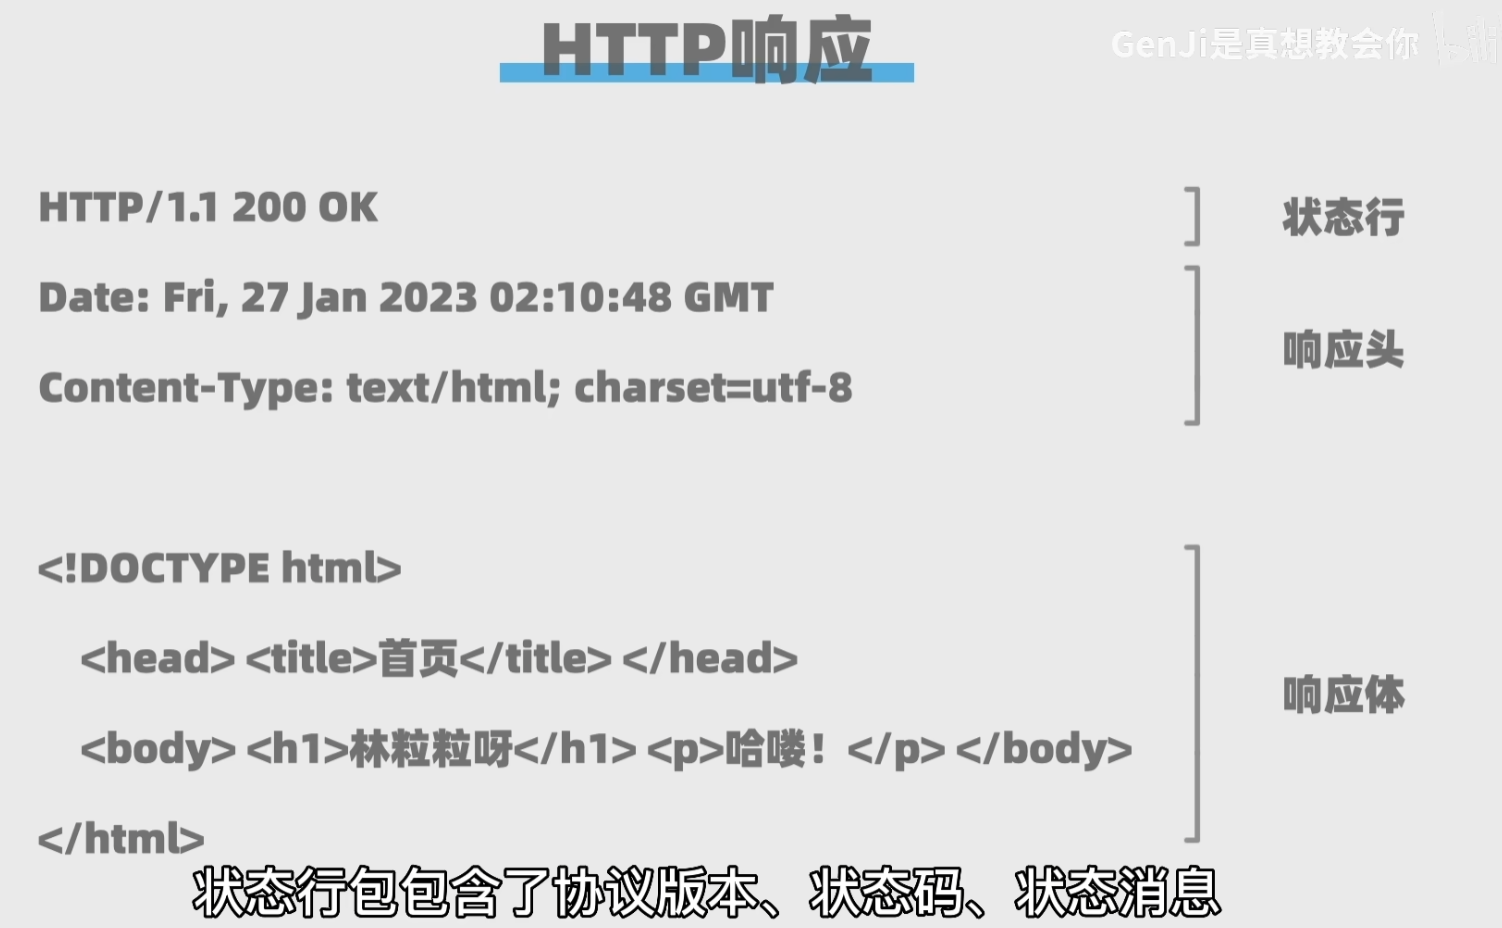 HTTP响应
GenJi是真想教会你 bili
HTTP/1.1 200 OK
状态行
Date: Fri, 27 Jan 2023 02:10:48 GMT
响应头
Content-Type: text/html; charset=utf-8
<!DOCTYPE html>
<head> <title>首页</title> </head>
响应体
<body> <h1>林粒粒呀</h1> <p>哈喽！</p> </body>
</html>
状态行包包含了协议版本、状态码、状态消息